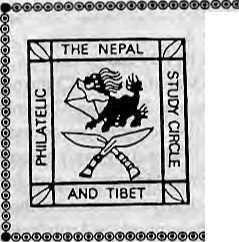 THE NEPAL
PHILATELIC
STUDY CIRCLE
AND TIBET